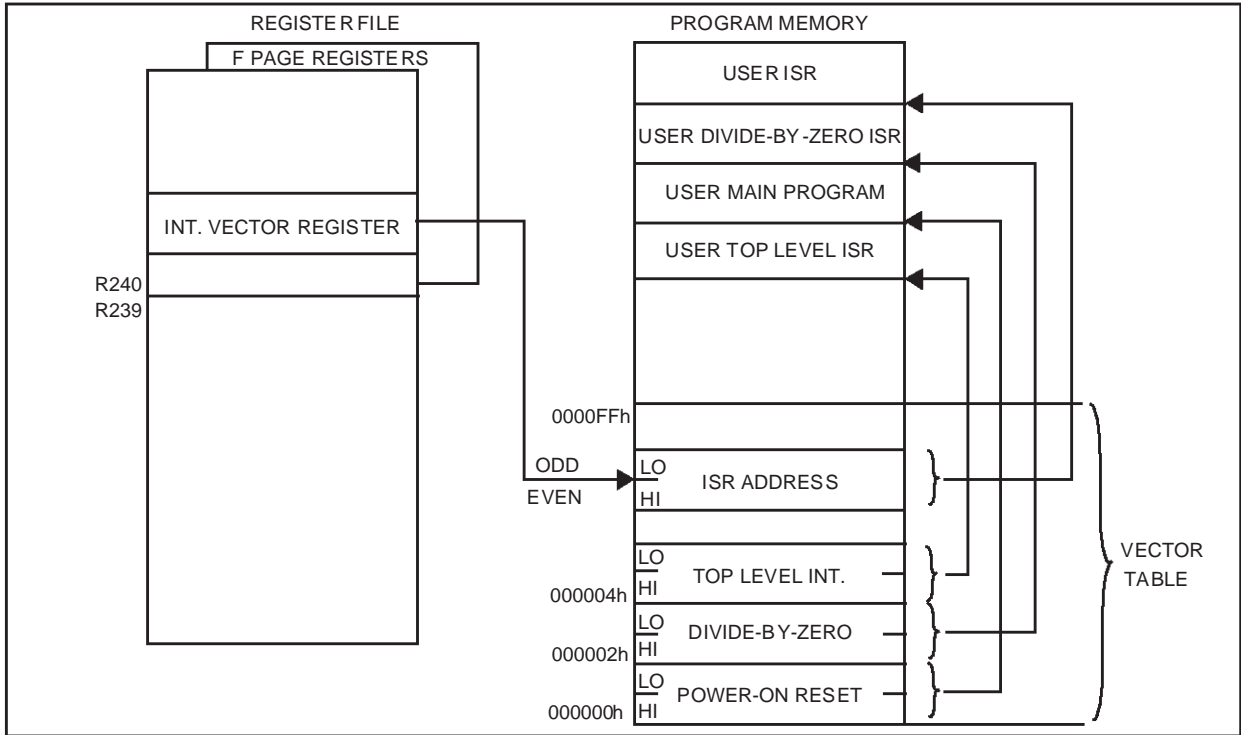 REGISTER FILE
F PAGE REGISTERS
INT. VECTOR REGISTER
R240
R239
PROGRAM MEMORY
USER ISR
USER DIVIDE-BY-ZERO ISR
USER MAIN PROGRAM
USER TOP LEVEL ISR
0000FFh
ODD
EVEN
LO
HI
ISR ADDRESS
LO
HI
TOP LEVEL INT.
000004h
LO
HI
DIVIDE-BY-ZERO
000002h
LO
HI
POWER-ON RESET
000000h
VECTOR
TABLE